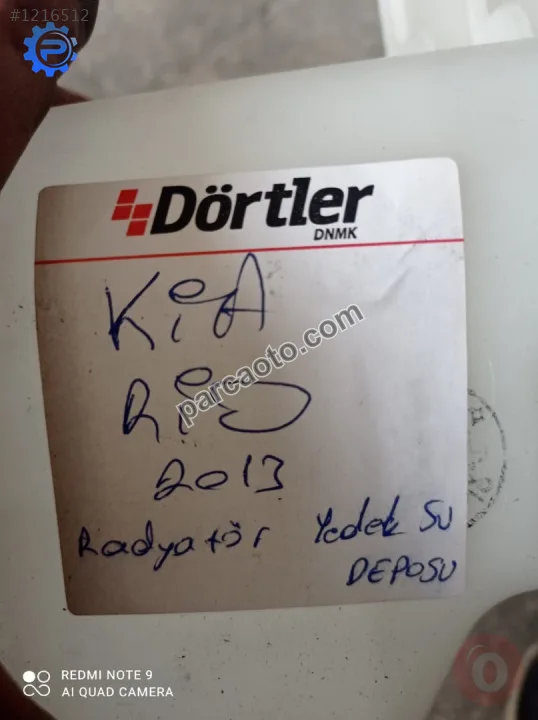 #1216512
Dörtler
DNMK
KiA
Rio
parcaoto.com
2013
Radyatör Yedek Su
DEPOSU
REDMI NOTE 9
AI QUAD CAMERA